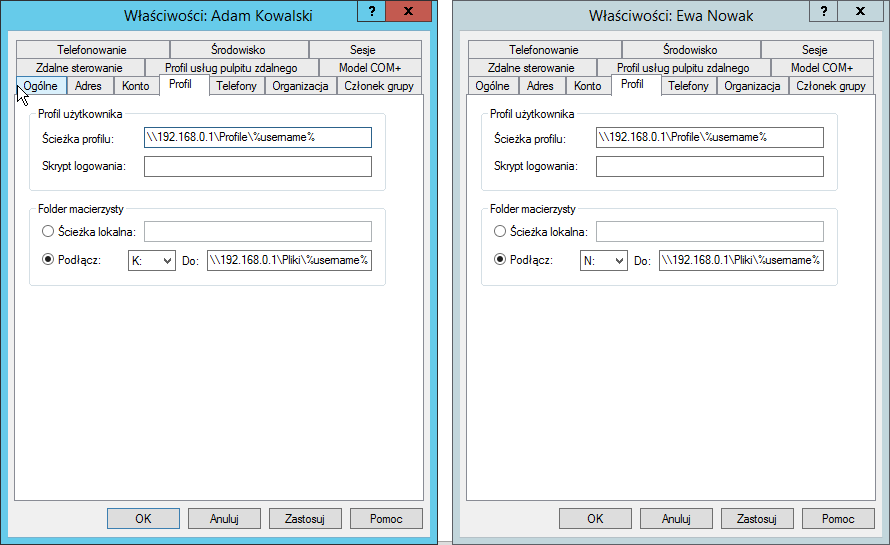 Właściwości: Adam Kowalski
? x
Telefonowanie Środowisko Sesje
Zdalne sterowanie Profil usług pulpitu zdalnego Model COM+
Ogólne Adres Konto Profil Telefony Organizacja Członek grupy
Profil użytkownika
Ścieżka profilu: \\192.168.0.1\Profile\%username%
Skrypt logowania:
Folder macierzysty
Ścieżka lokalna:
Podłącz: K: Do: \\192.168.0.1\Pliki\%username%
OK Anuluj Zastosuj Pomoc
Właściwości: Ewa Nowak
? x
Telefonowanie Środowisko Sesje
Zdalne sterowanie Profil usług pulpitu zdalnego Model COM+
Ogólne Adres Konto Profil Telefony Organizacja Członek grupy
Profil użytkownika
Ścieżka profilu: \\192.168.0.1\Profile\%username%
Skrypt logowania:
Folder macierzysty
Ścieżka lokalna:
Podłącz: N: Do: \\192.168.0.1\Pliki\%username%
OK Anuluj Zastosuj Pomoc